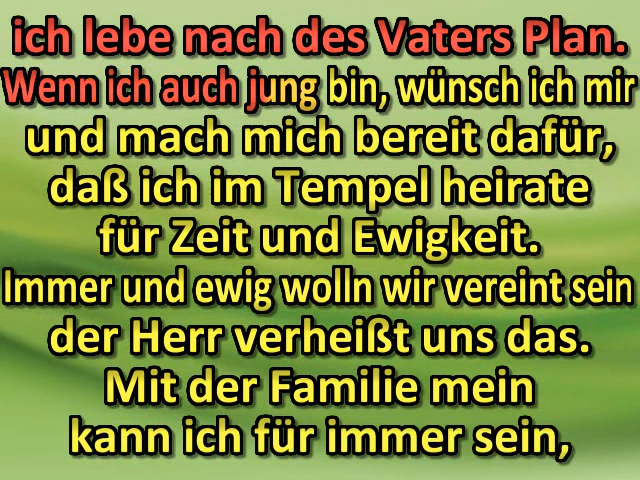 ich lebe nach des Vaters Plan.
Wenn ich auch jung bin, wünsch ich mir
und mach mich bereit dafür,
daß ich im Tempel heirate
für Zeit und Ewigkeit.
Immer und ewig wolln wir vereint sein
der Herr verheißt uns das.
Mit der Familie mein
kann ich für immer sein,